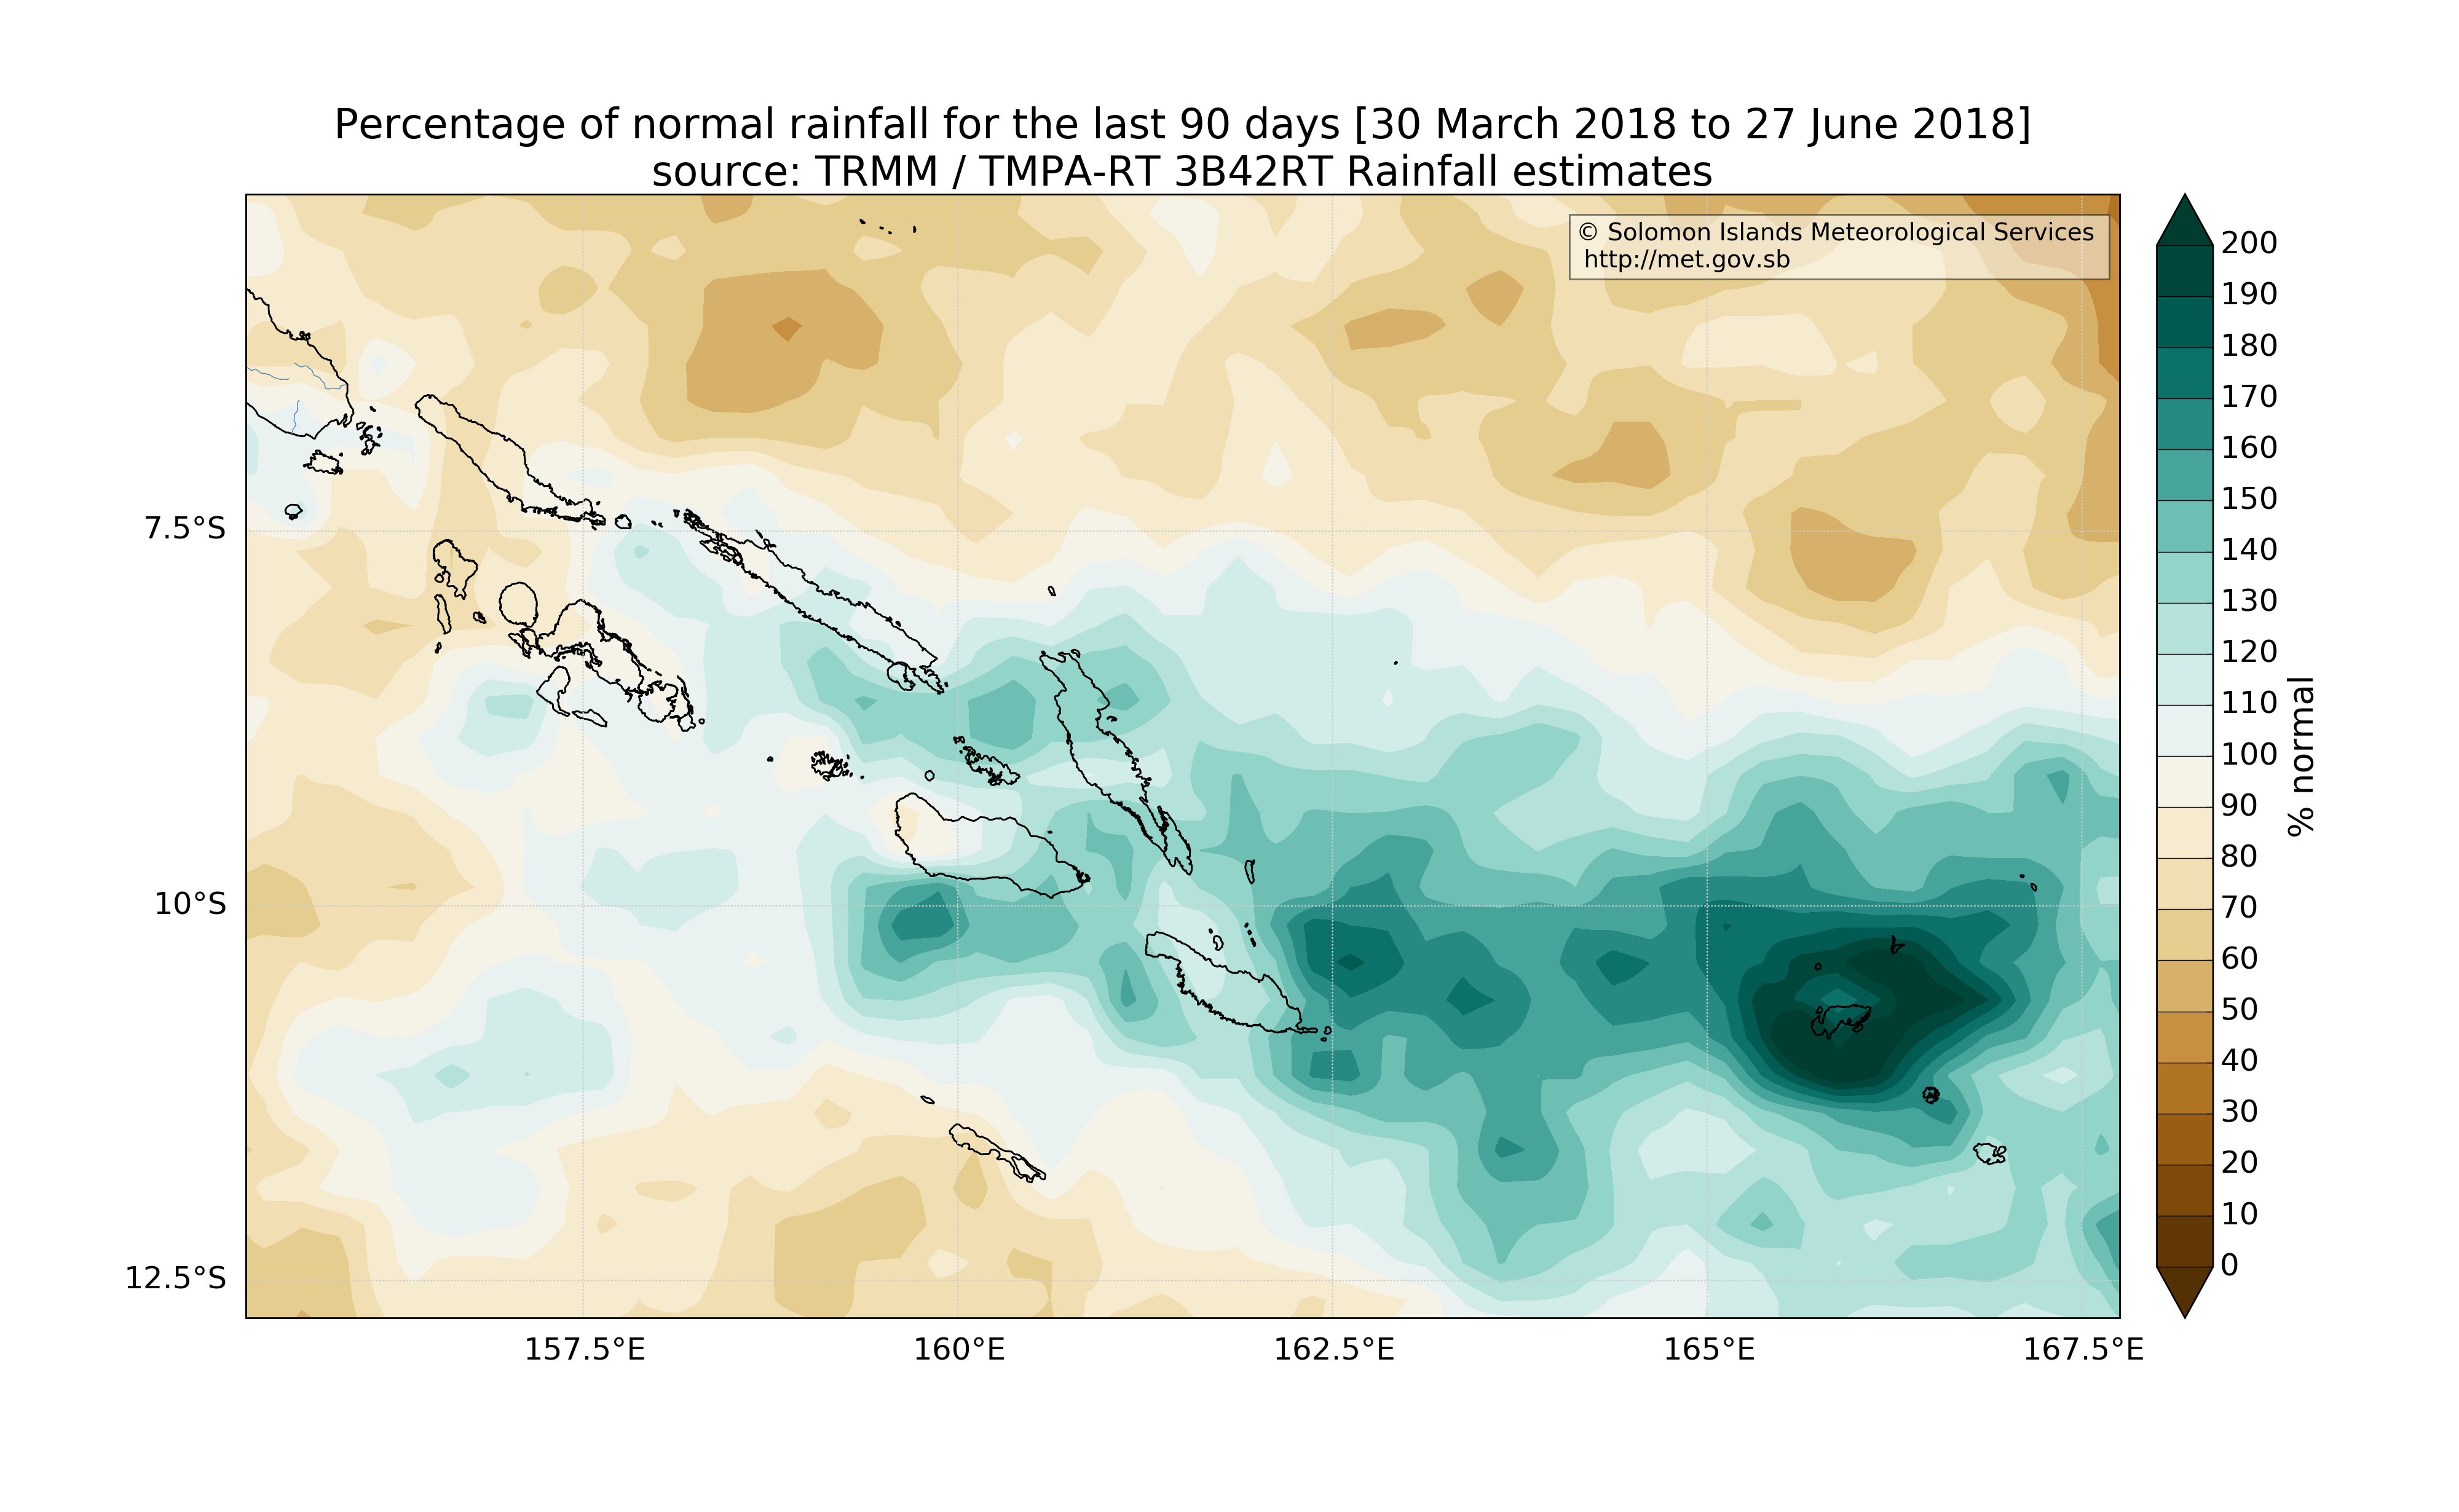 Percentage of normal rainfall for the last 90 days [30 March 2018 to 27 June 2018]
source: TRMM / TMPA-RT 3B42RT Rainfall estimates
© Solomon Islands Meteorological Services
http://met.gov.sb
7.5°S
10°S
12.5°S
157.5°E
160°E
162.5°E
165°E
167.5°E
200
190
180
170
160
150
140
130
120
110
100
90
80
70
60
50
40
30
20
10
0
% normal